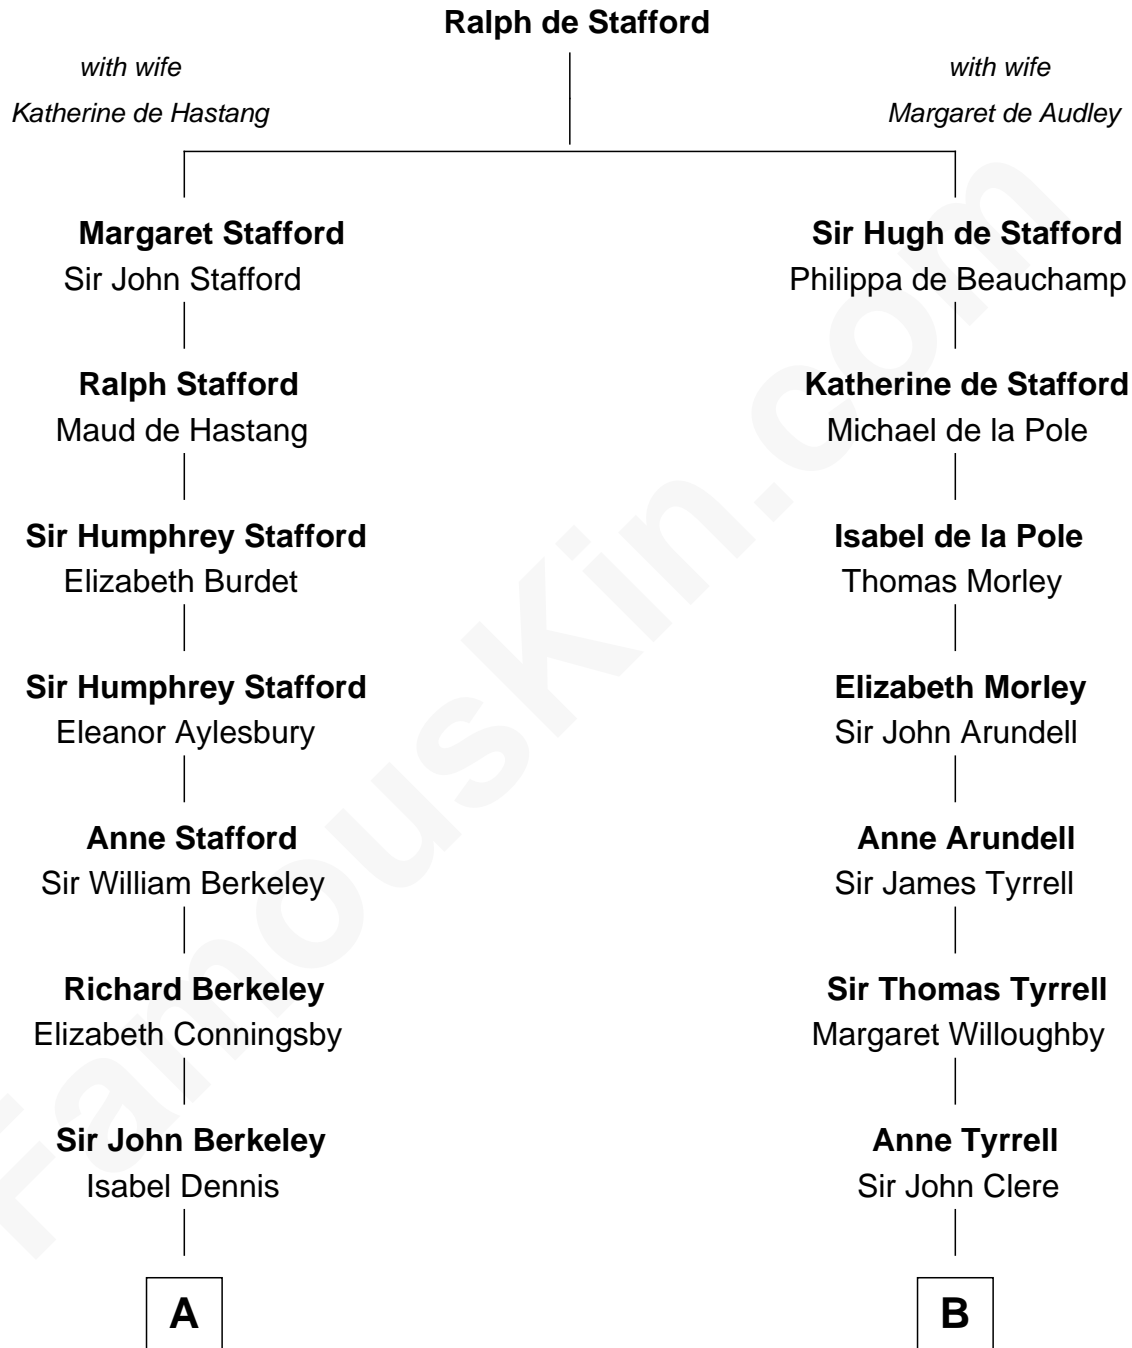 Ralph de Stafford
with wife
Katherine de Hastang
with wife
Margaret de Audley
Margaret Stafford
Sir John Stafford
Sir Hugh de Stafford
Philippa de Beauchamp
Ralph Stafford
Maud de Hastang
Katherine de Stafford
Michael de la Pole
Sir Humphrey Stafford
Elizabeth Burdet
Isabel de la Pole
Thomas Morley
Sir Humphrey Stafford
Eleanor Aylesbury
Elizabeth Morley
Sir John Arundell
Anne Stafford
Sir William Berkeley
Anne Arundell
Sir James Tyrrell
Richard Berkeley
Elizabeth Conningsby
Sir Thomas Tyrrell
Margaret Willoughby
Sir John Berkeley
Isabel Dennis
Anne Tyrrell
Sir John Clere
A
B
FamousKin.com